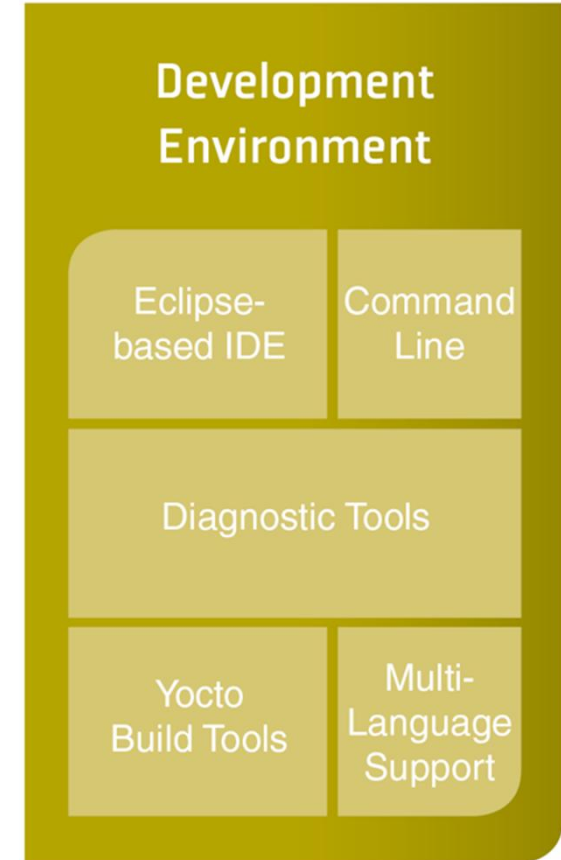 Development
Environment
Eclipse-
based IDE
Command
Line
Diagnostic Tools
Yocto
Build Tools
Multi-
Language
Support